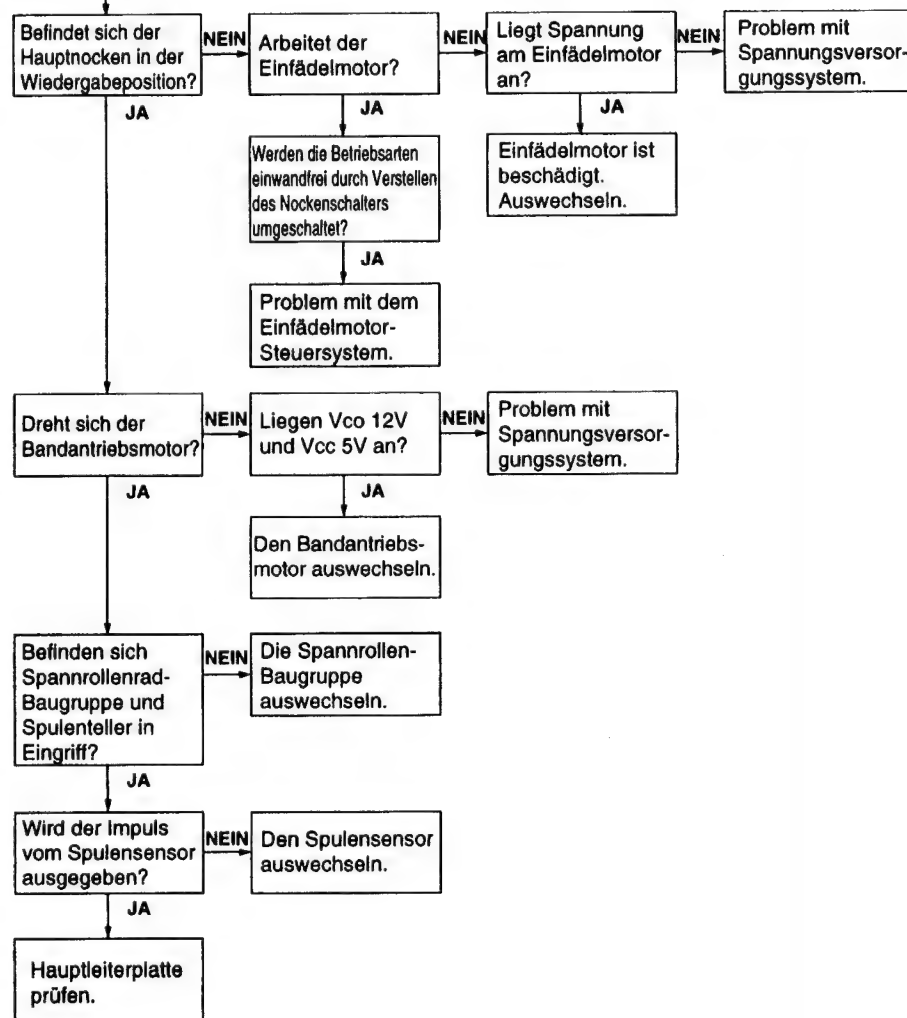 Befindet sich der
Hauptnocken in der
Wiedergabeposition?
NEIN
Arbeitet der
Einfädelmotor?
NEIN
Liegt Spannung
am Einfädelmotor
an?
NEIN
Problem mit
Spannungsversor-
gungssystem.
JA
JA
JA
Werden die Betriebsarten
einwandfrei durch Verstellen
des Nockenschalters
umgeschaltet?
Einfädelmotor ist
beschädigt.
Auswechseln.
JA
Problem mit dem
Einfädelmotor-
Steuersystem.
Dreht sich der
Bandantriebsmotor?
NEIN
Liegen Vco 12V
und Vcc 5V an?
NEIN
Problem mit
Spannungsversor-
gungssystem.
JA
JA
Den Bandantriebs-
motor auswechseln.
Befinden sich
Spannrollenrad-
Baugruppe und
Spulenteller in
Eingriff?
NEIN
Die Spannrollen-
Baugruppe
auswechseln.
JA
Wird der Impuls
vom Spulensensor
ausgegeben?
NEIN
Den Spulensensor
auswechseln.
JA
Hauptleiterplatte
prüfen.